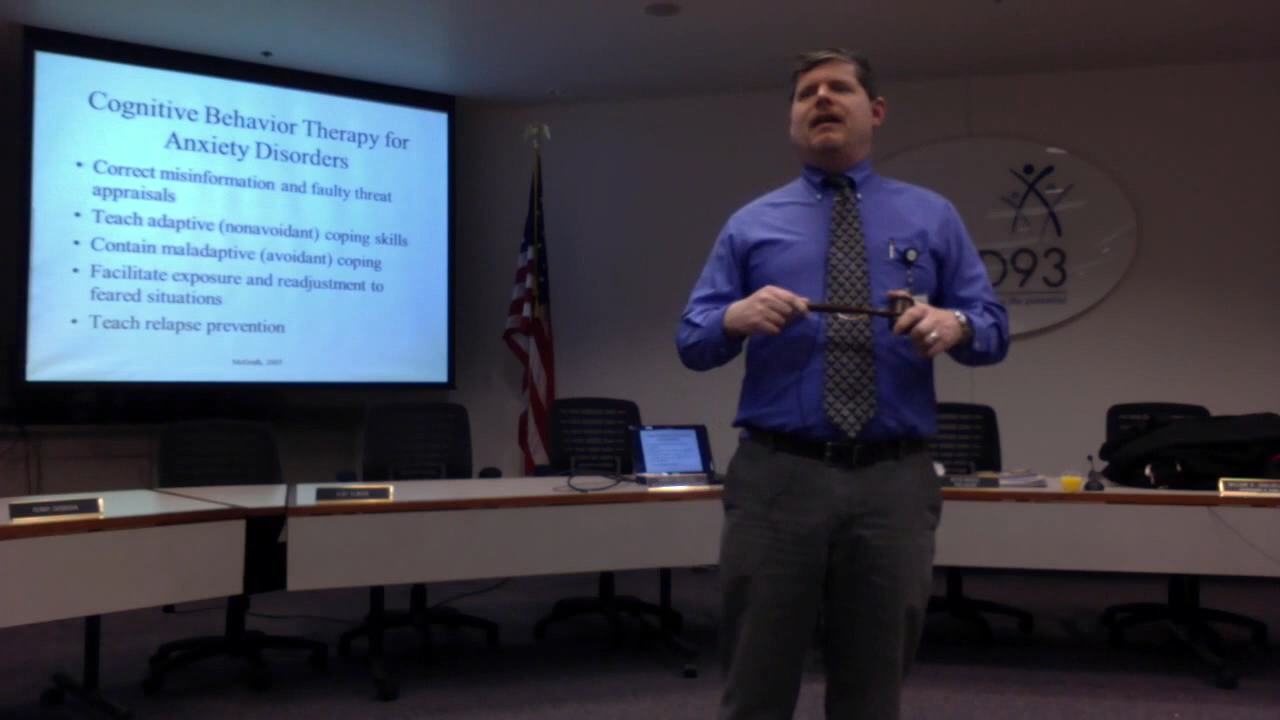 Cognitive Behavior Therapy for
Anxiety Disorders
• Correct misinformation and faulty threat
appraisals
• Teach adaptive (nonavoidant) coping skills
• Contain maladaptive (avoidant) coping
• Facilitate exposure and readjustment to
feared situations
• Teach relapse prevention
D93